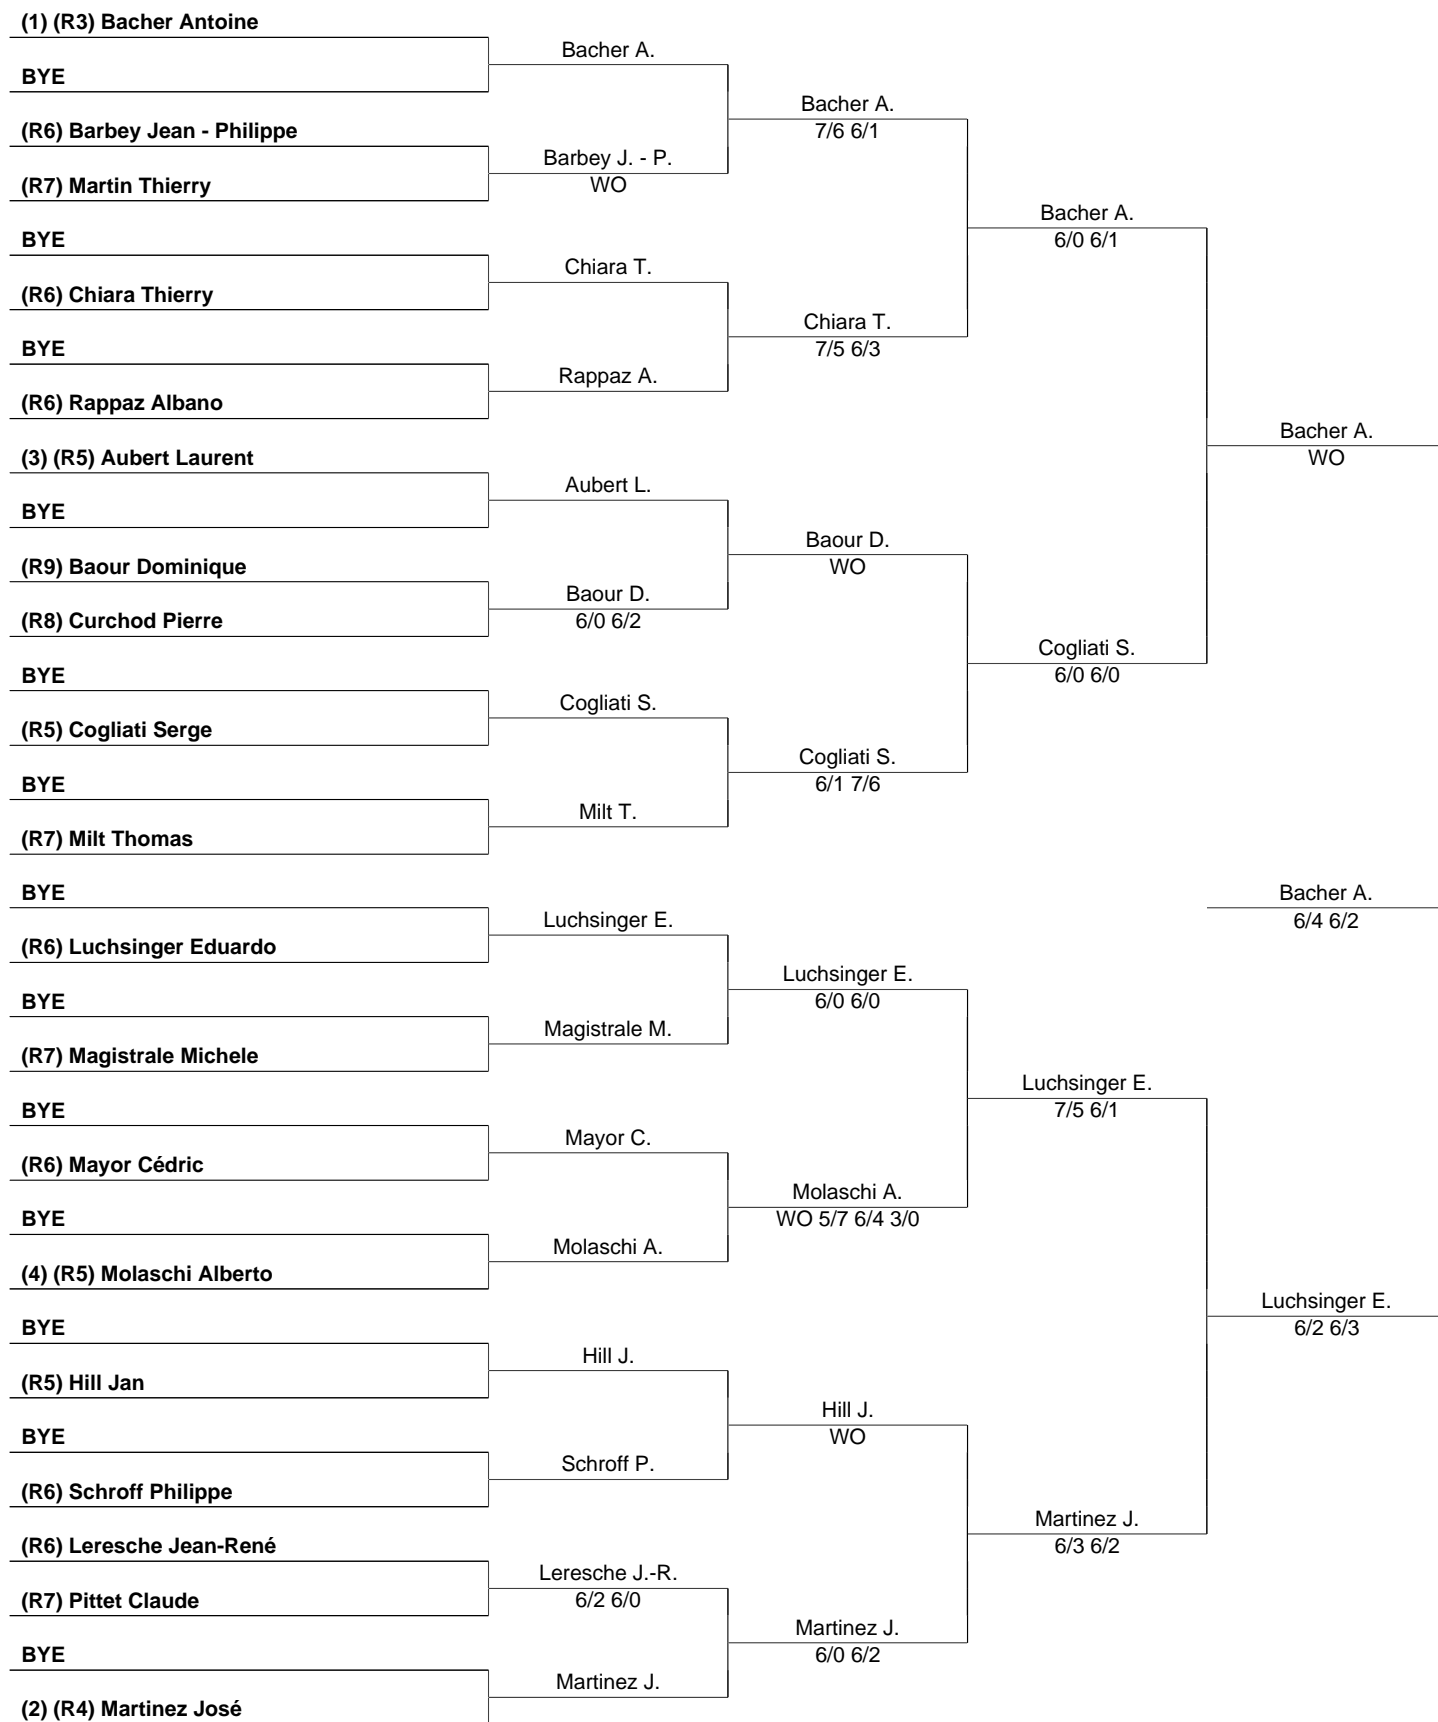 (1) (R3) Bacher Antoine
Bacher A.
BYE
Bacher A.
7/6 6/1
(R6) Barbey Jean - Philippe
Barbey J. - P.
WO
(R7) Martin Thierry
Bacher A.
6/0 6/1
BYE
Chiara T.
(R6) Chiara Thierry
Chiara T.
7/5 6/3
BYE
Rappaz A.
(R6) Rappaz Albano
Bacher A.
WO
(3) (R5) Aubert Laurent
Aubert L.
BYE
Baour D.
WO
(R9) Baour Dominique
Baour D.
6/0 6/2
(R8) Curchod Pierre
Cogliati S.
6/0 6/0
BYE
Cogliati S.
(R5) Cogliati Serge
Cogliati S.
6/1 7/6
BYE
Milt T.
(R7) Milt Thomas
BYE
Bacher A.
6/4 6/2
Luchsinger E.
(R6) Luchsinger Eduardo
Luchsinger E.
6/0 6/0
BYE
Magistrale M.
(R7) Magistrale Michele
Luchsinger E.
7/5 6/1
BYE
Mayor C.
(R6) Mayor Cédric
Molaschi A.
WO 5/7 6/4 3/0
BYE
Molaschi A.
(4) (R5) Molaschi Alberto
Luchsinger E.
6/2 6/3
BYE
Hill J.
(R5) Hill Jan
Hill J.
WO
BYE
Schroff P.
(R6) Schroff Philippe
Martinez J.
6/3 6/2
(R6) Leresche Jean-René
Leresche J.-R.
6/2 6/0
(R7) Pittet Claude
Martinez J.
6/0 6/2
BYE
Martinez J.
(2) (R4) Martinez José